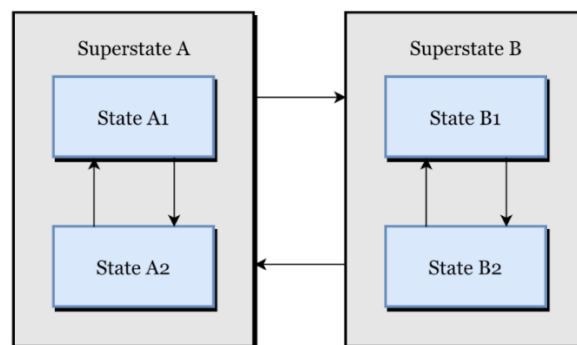 Superstate A
State A1
State A2
Superstate B
State B1
State B2